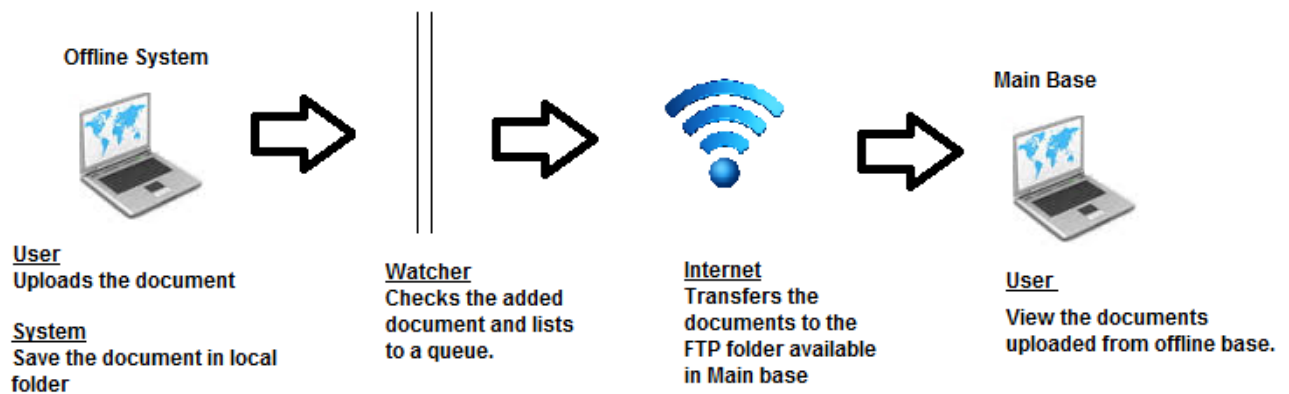 Offline System
Main Base
User
Uploads the document
System
Save the document in local
folder
Watcher
Checks the added
document and lists
to a queue.
Internet
Transfers the
documents to the
FTP folder available
in Main base
User
View the documents
uploaded from offline base.